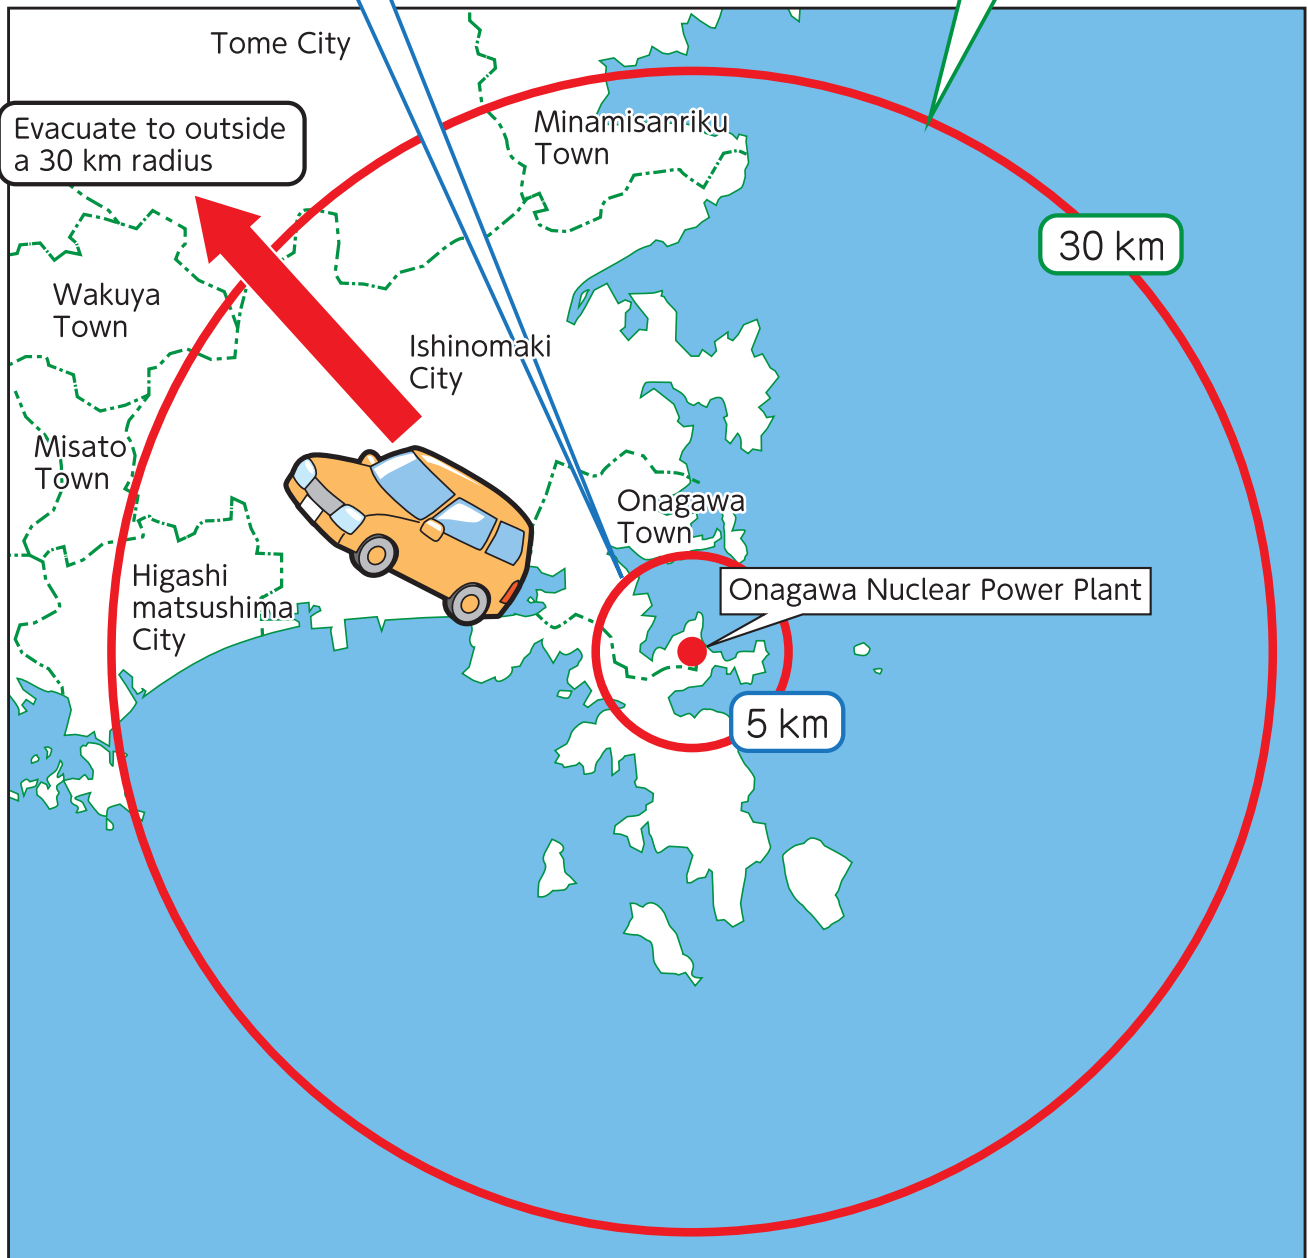 Tome City
Evacuate to outside
a 30 km radius
Minamisanriku
Town
30 km
Wakuya
Town
Ishinomaki
City
Misato
Town
Onagawa
Town
Higashi
matsushima
City
Onagawa Nuclear Power Plant
5 km